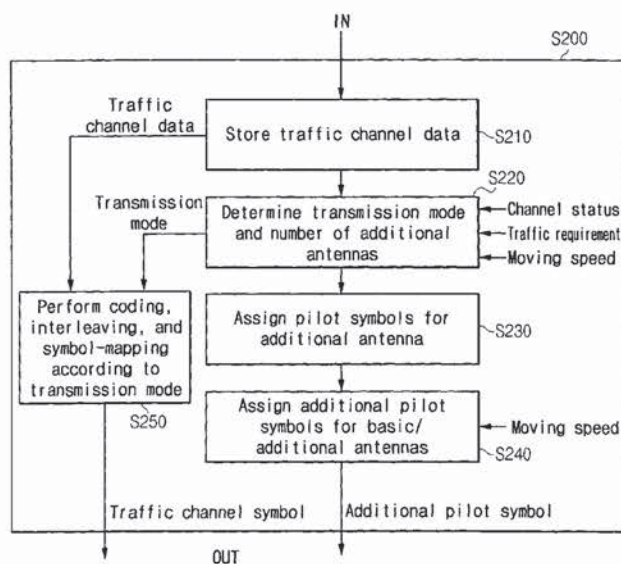 IN
S200
Traffic
channel data
Store traffic channel data
S210
S220
Transmission
mode
Determine transmission mode
and number of additional
antennas
Channel status
Traffic requirement
Moving speed
Perform coding,
interleaving, and
symbol-mapping
according to
transmission mode
S250
Assign pilot symbols for
additional antenna
S230
Assign additional pilot
symbols for basic/
additional antennas
Moving speed
S240
Traffic channel symbol
Additional pilot symbol
OUT